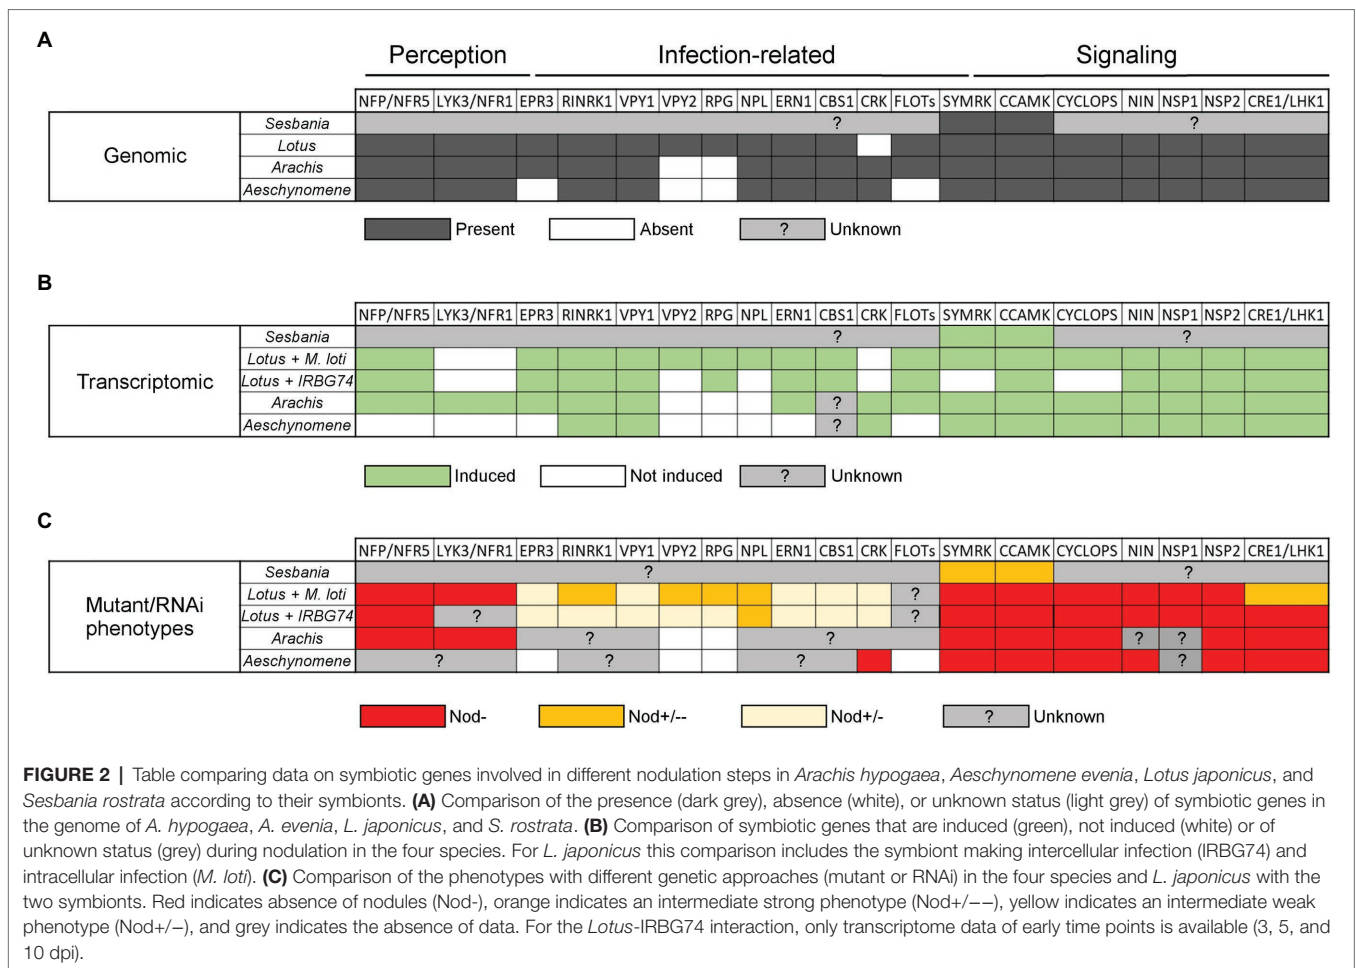 A
Perception Infection-related Signaling
NFP/NFR5 LYK3/NFR1 EPR3 RINRK1 VPY1 VPY2 RPG NPL ERN1 CBS1 CRK FLOTs SYMRK CCAMK CYCLOPS NIN NSP1 NSP2 CRE1/LHK1
Sesbania ? ?
Genomic
Lotus
Arachis
Aeschynomene
Present Absent ? Unknown
B
NFP/NFR5 LYK3/NFR1 EPR3 RINRK1 VPY1 VPY2 RPG NPL ERN1 CBS1 CRK FLOTs SYMRK CCAMK CYCLOPS NIN NSP1 NSP2 CRE1/LHK1
Sesbania ? ?
Lotus + M. loti
Transcriptomic
Lotus + IRBG74
Arachis ?
Aeschynomene ?
Induced Not induced ? Unknown
C
NFP/NFR5 LYK3/NFR1 EPR3 RINRK1 VPY1 VPY2 RPG NPL ERN1 CBS1 CRK FLOTs SYMRK CCAMK CYCLOPS NIN NSP1 NSP2 CRE1/LHK1
Sesbania ? ?
Lotus + M. loti ?
Mutant/RNAi
phenotypes
Lotus + IRBG74 ? ?
Arachis ? ? ? ?
Aeschynomene ? ? ? ?
Nod- Nod+/-- Nod+/- ? Unknown
FIGURE 2 | Table comparing data on symbiotic genes involved in different nodulation steps in Arachis hypogaea, Aeschynomene evenia, Lotus japonicus, and
Sesbania rostrata according to their symbionts. (A) Comparison of the presence (dark grey), absence (white), or unknown status (light grey) of symbiotic genes in
the genome of A. hypogaea, A. evenia, L. japonicus, and S. rostrata. (B) Comparison of symbiotic genes that are induced (green), not induced (white) or of
unknown status (grey) during nodulation in the four species. For L. japonicus this comparison includes the symbiont making intercellular infection (IRBG74) and
intracellular infection (M. loti). (C) Comparison of the phenotypes with different genetic approaches (mutant or RNAi) in the four species and L. japonicus with the
two symbionts. Red indicates absence of nodules (Nod-), orange indicates an intermediate strong phenotype (Nod+/−−), yellow indicates an intermediate weak
phenotype (Nod+/−), and grey indicates the absence of data. For the Lotus-IRBG74 interaction, only transcriptome data of early time points is available (3, 5, and
10 dpi).